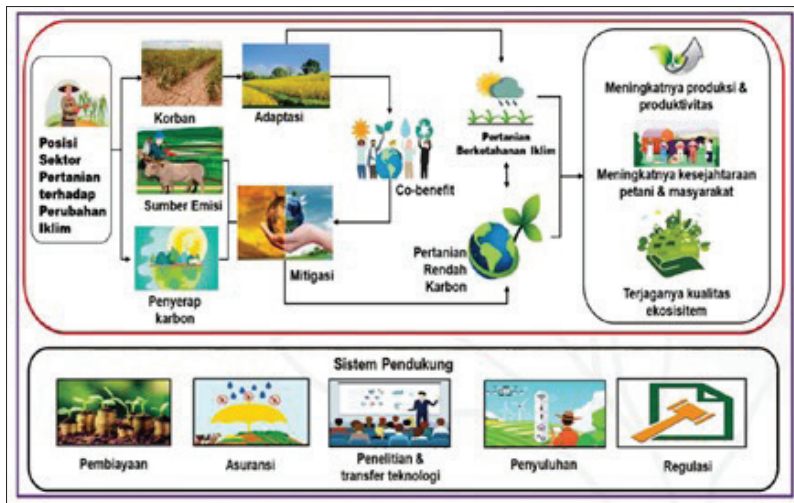 Posisi
Sektor
Pertanian
terhadap
Perubahan
Iklim
Korban
Adaptasi
Sumber Emisi
Penyerap
karbon
Mitigasi
Co-benefit
Pertanian
Berketahanan Iklim
Pertanian
Rendah
Karbon
Meningkatnya produksi &
produktivitas
Meningkatnya kesejahtaraan
petani & masyarakat
Terjaganya kualitas
ekosisitem
Sistem Pendukung
Pembiayaan
Asuransi
Penelitian &
transfer teknologi
Penyuluhan
Regulasi